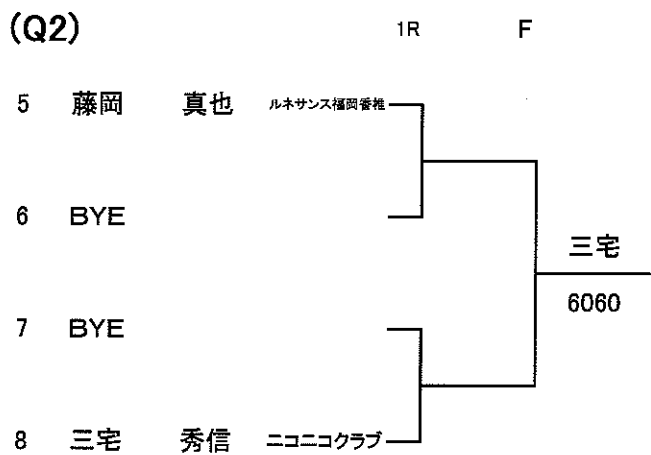 (Q2) 1R F
5 藤岡 真也 ルネサンス福岡香椎
6 BYE
三宅
6060
7 BYE
8 三宅 秀信 ニコニコクラブ